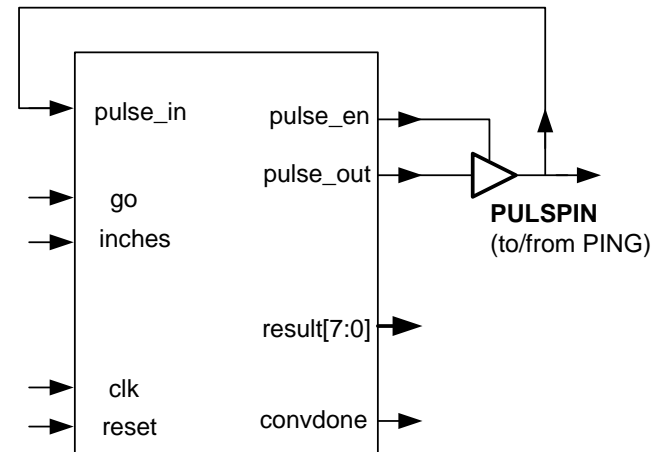 pulse_in
pulse_en
go
pulse_out
inches
PULSPIN
(to/from PING)
result[7:0]
clk
reset
convdone